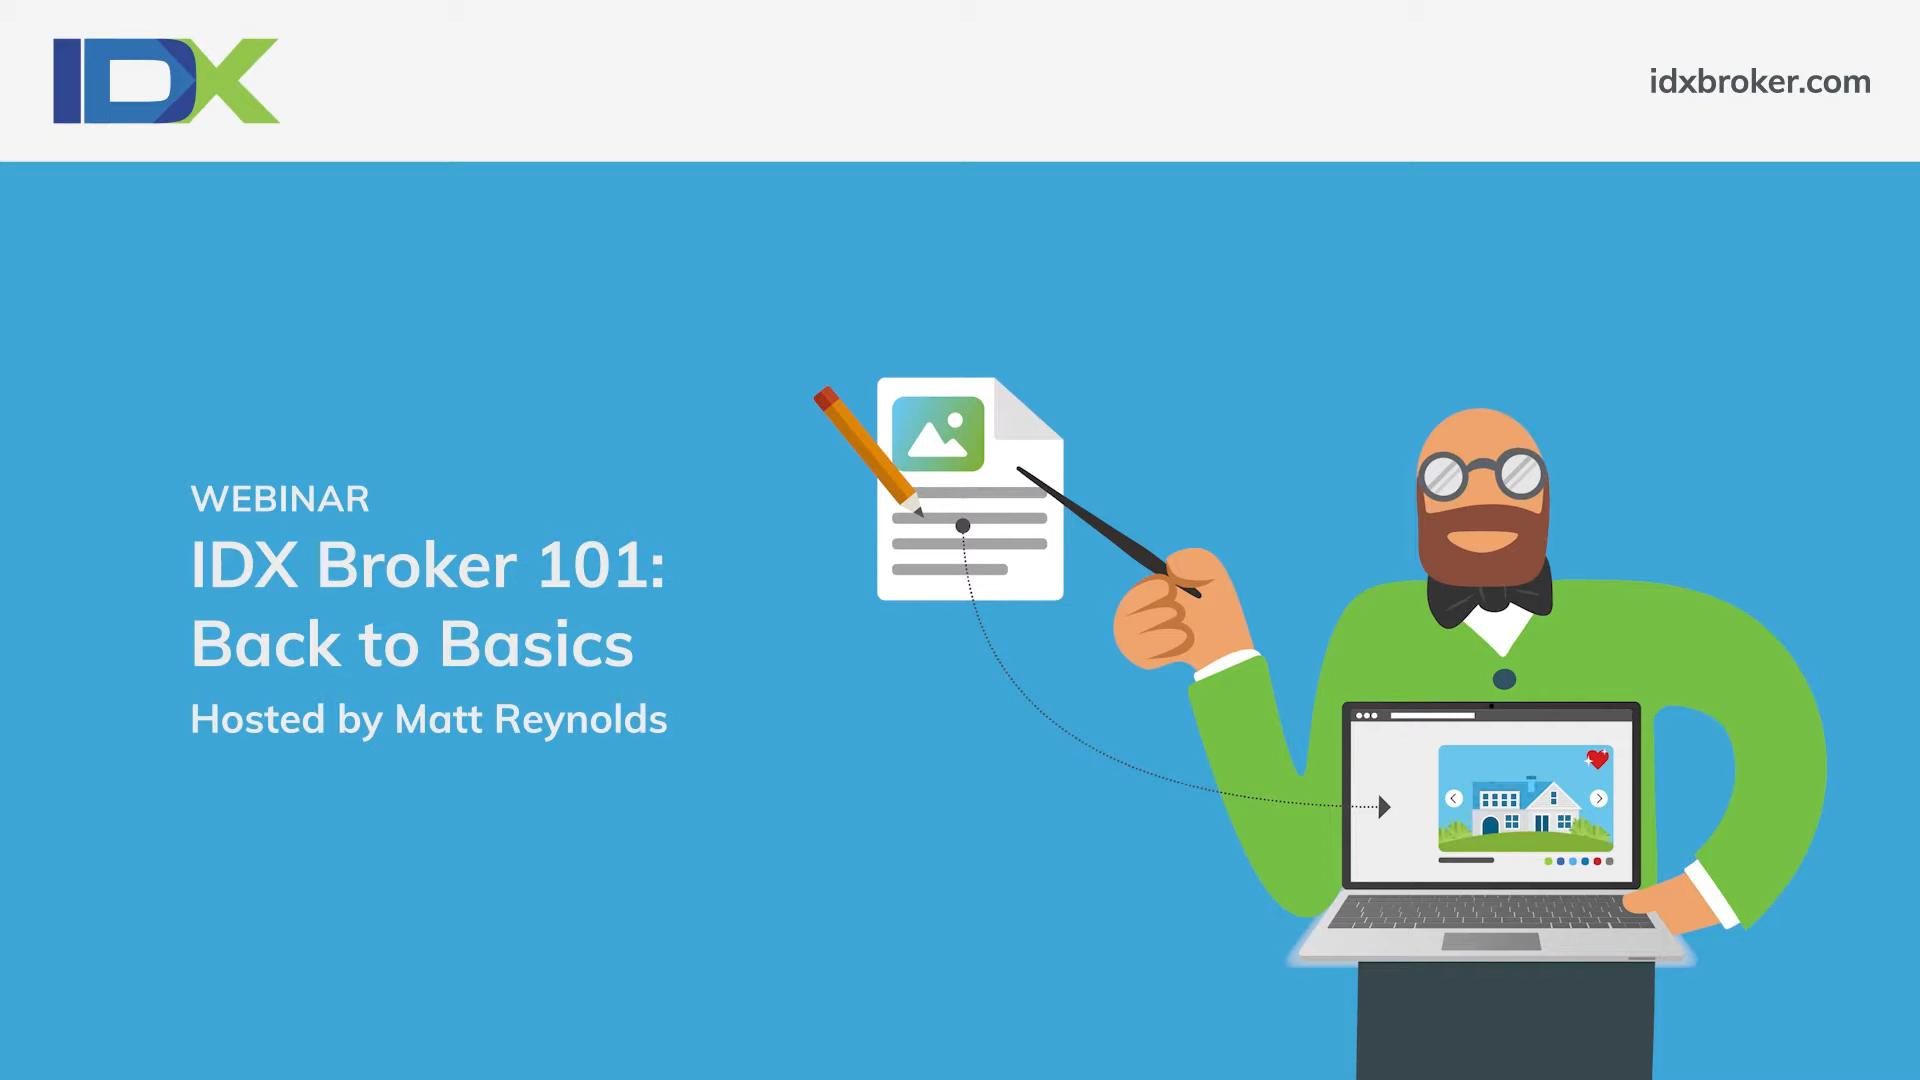 IDX
idxbroker.com
WEBINAR
IDX Broker 101:
Back to Basics
Hosted by Matt Reynolds